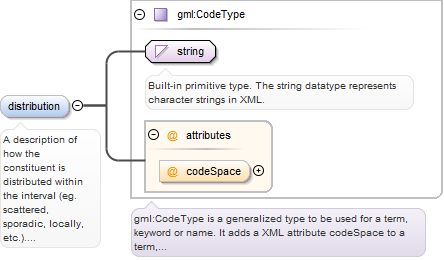 gml:CodeType
string
Built-in primitive type. The string datatype represents
character strings in XML.
distribution
@ attributes
@ codeSpace
A description of
how the
constituent is
distributed within
the interval (eg.
scattered,
sporadic, locally,
etc.)....
gml:CodeType is a generalized type to be used for a term,
keyword or name. It adds a XML attribute codeSpace to a
term,...